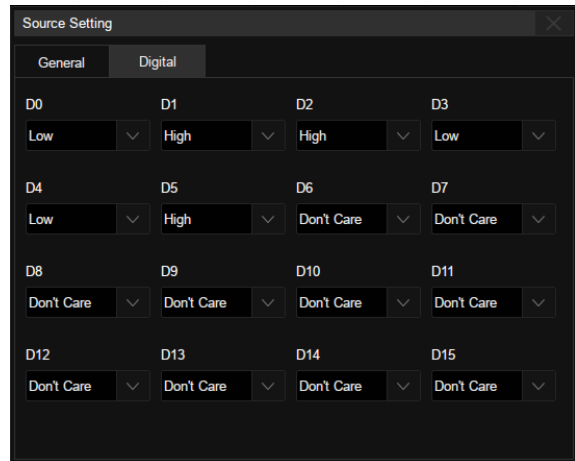 Source Setting
General Digital
D0 D1 D2 D3
Low High High Low
D4 D5 D6 D7
Low High Don't Care Don't Care
D8 D9 D10 D11
Don't Care Don't Care Don't Care Don't Care
D12 D13 D14 D15
Don't Care Don't Care Don't Care Don't Care